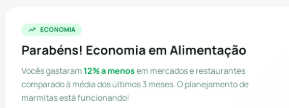 ECONOMIA
Parabéns! Economia em Alimentação
Vocês gastaram 12% a menos em mercados e restaurantes
comparado à média dos últimos 3 meses. O planejamento de
marmitas está funcionando!